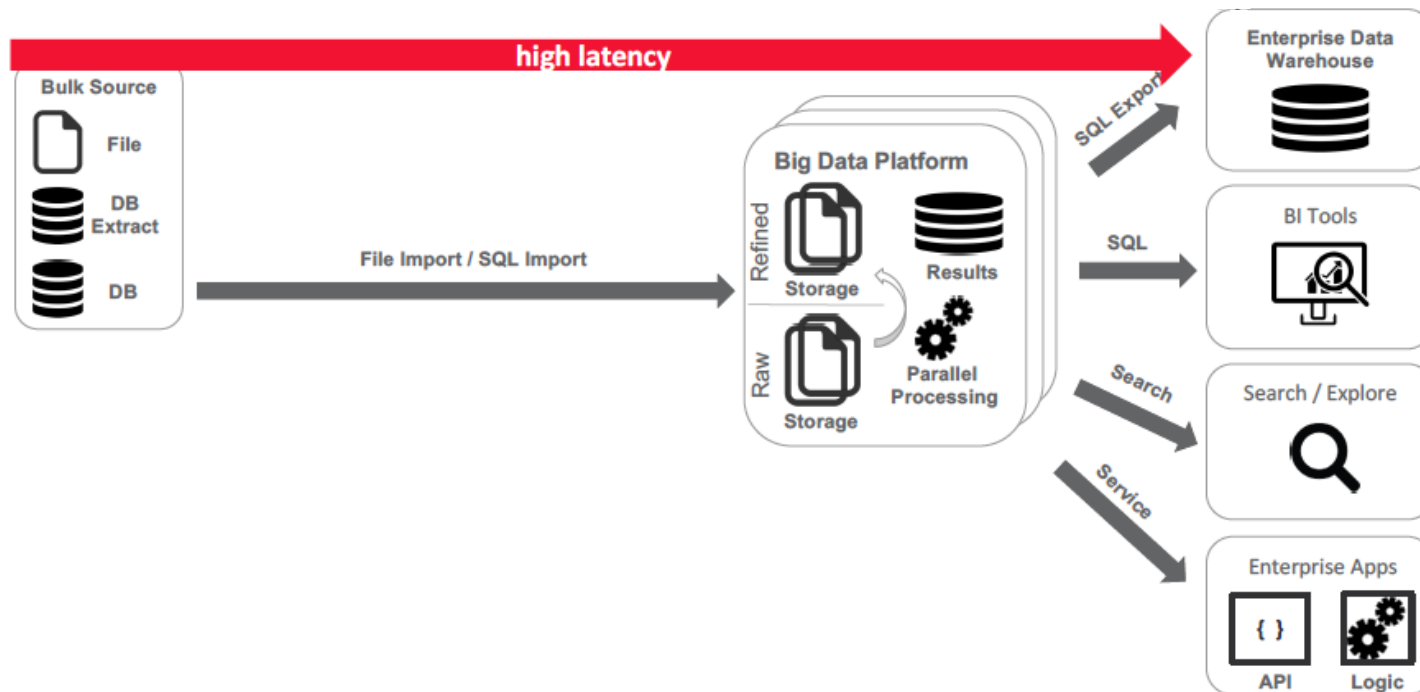 high latency
Bulk Source
File
DB
Extract
DB
File Import / SQL Import
Big Data Platform
Refined
Storage
Results
Raw
Storage
Parallel
Processing
SQL Export
SQL
Search
Service
Enterprise Data
Warehouse
BI Tools
Search / Explore
Enterprise Apps
{ }
API
Logic